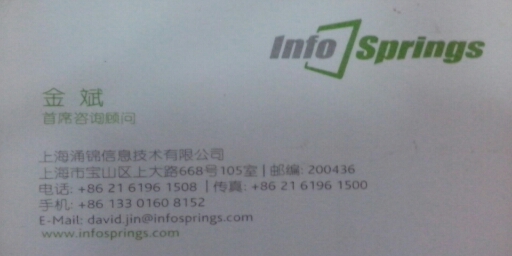 Info Springs
金 斌
首席咨询顾问
上海涌锦信息技术有限公司
上海市宝山区上大路668号105室 | 邮编: 200436
电话: +86 21 6196 1508 | 传真: +86 21 6196 1500
手机: +86 133 0160 8152
E-Mail: david.jin@infosprings.com
www.infosprings.com